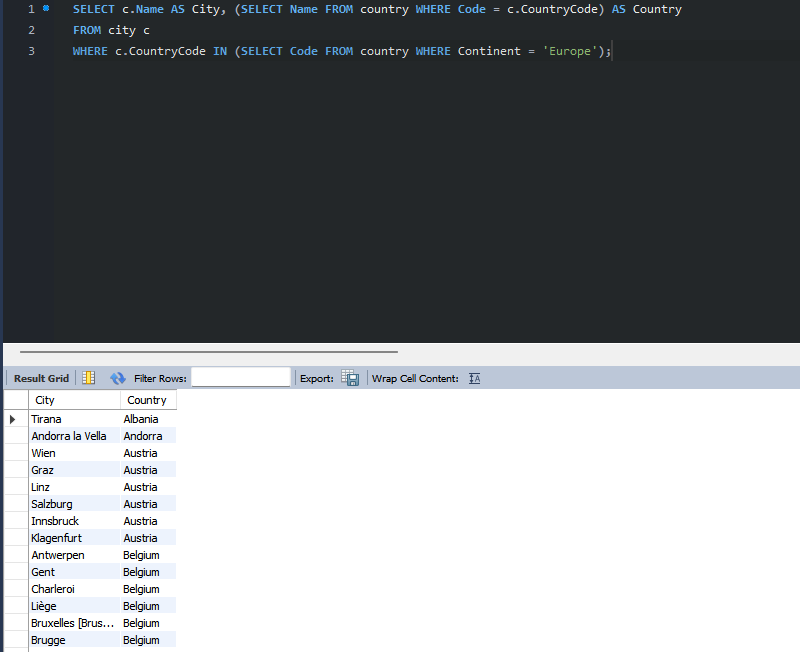 1 SELECT c.Name AS City, (SELECT Name FROM country WHERE Code = c.CountryCode) AS Country
2 FROM city c
3 WHERE c.CountryCode IN (SELECT Code FROM country WHERE Continent = 'Europe');
Result Grid Filter Rows: Export: Wrap Cell Content: IA
City Country
Tirana Albania
Andorra la Vella Andorra
Wien Austria
Graz Austria
Linz Austria
Salzburg Austria
Innsbruck Austria
Klagenfurt Austria
Antwerpen Belgium
Gent Belgium
Charleroi Belgium
Liège Belgium
Bruxelles [Brus... Belgium
Brugge Belgium